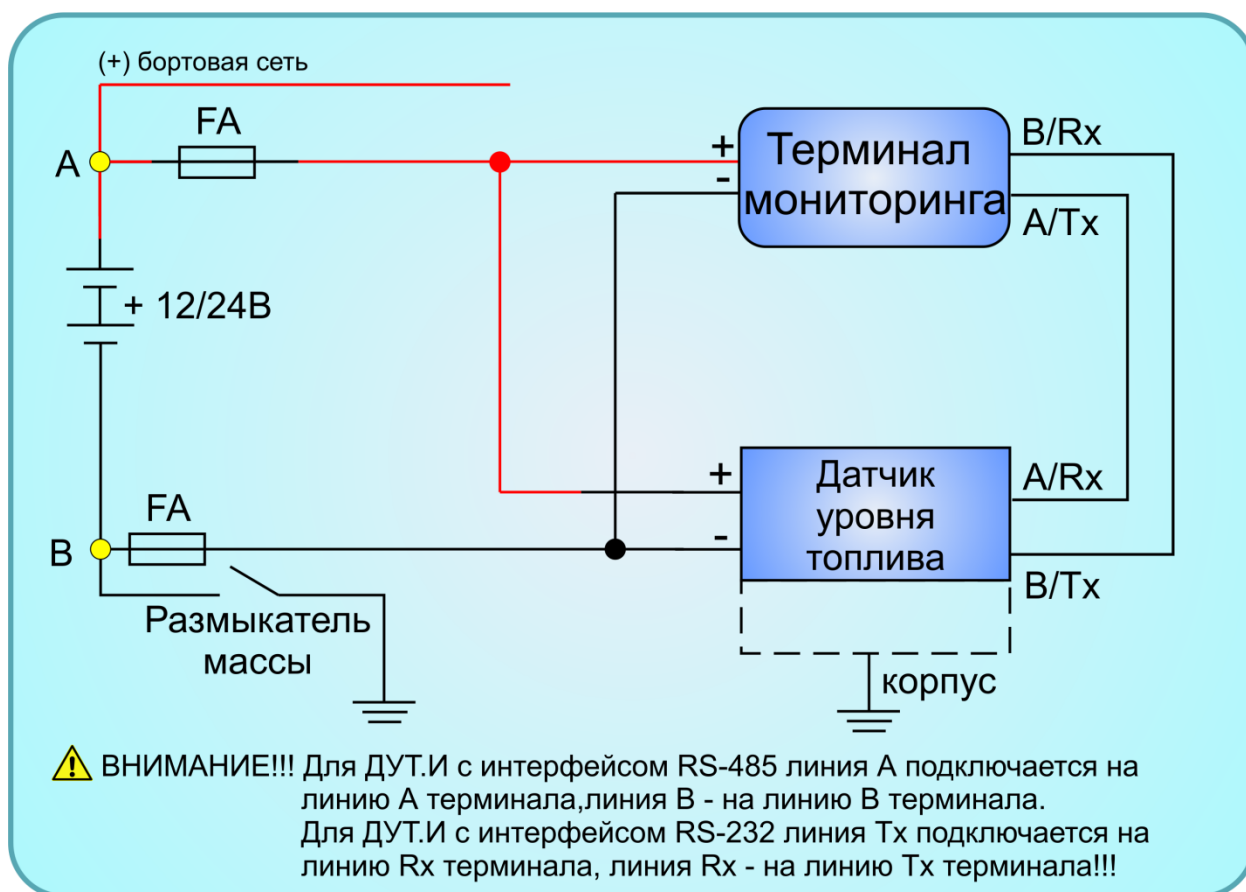 (+) бортовая сеть
FA
A
+
-
Терминал
мониторинга
B/Rx
A/Tx
+ 12/24В
+
-
Датчик
уровня
топлива
A/Rx
B/Tx
FA
B
Размыкатель
массы
корпус
ВНИМАНИЕ!!! Для ДУТ.И с интерфейсом RS-485 линия А подключается на
линию А терминала,линия В - на линию В терминала.
Для ДУТ.И с интерфейсом RS-232 линия Тх подключается на
линию Rx терминала, линия Rx - на линию Тх терминала!!!